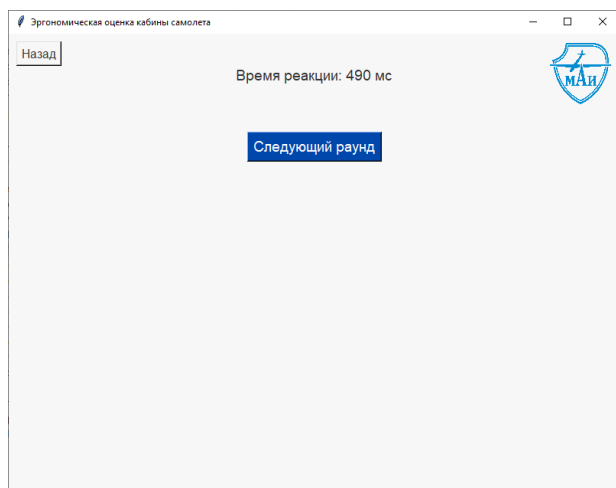 Эргономическая оценка кабины самолета
Назад
МАИ
Время реакции: 490 мс
Следующий раунд